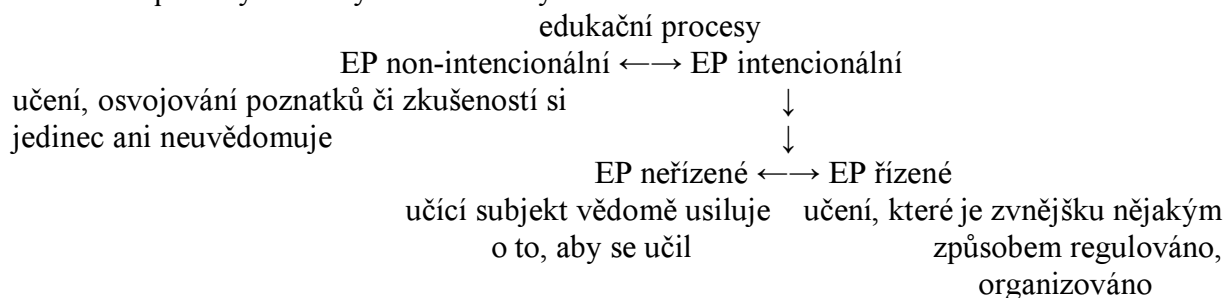 edukační procesy
EP non-intencionální ←→ EP intencionální
učení, osvojování poznatků či zkušeností si ↓
jedinec ani neuvědomuje ↓
EP neřízené ←→ EP řízené
učící subjekt vědomě usiluje učení, které je zvnějšku nějakým
o to, aby se učil způsobem regulováno,
organizováno